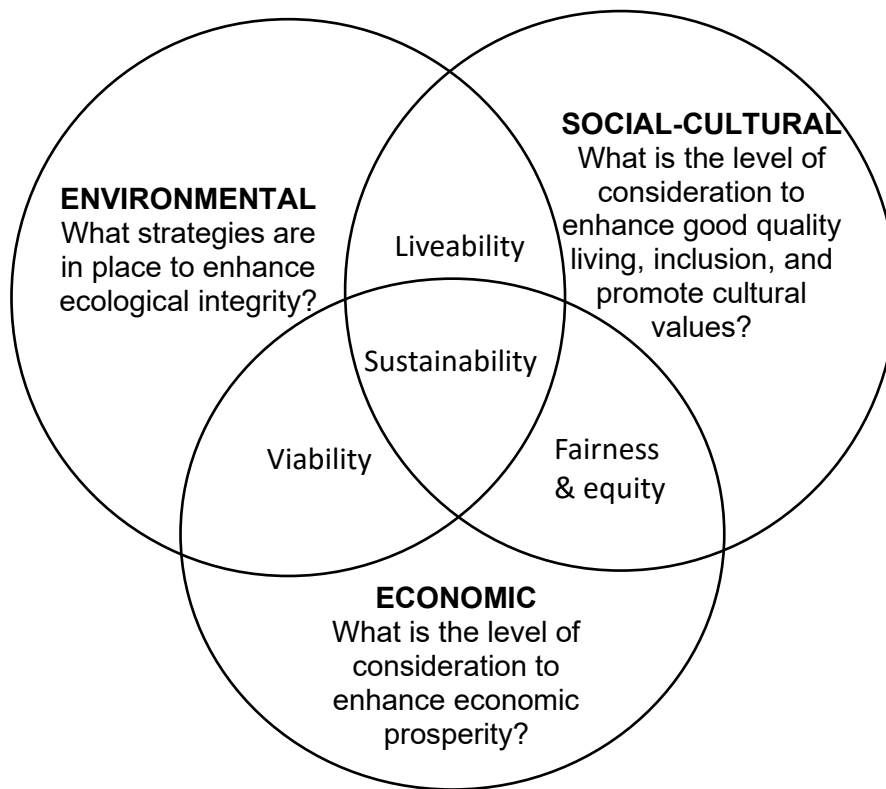 SOCIAL-CULTURAL
What is the level of
consideration to
enhance good quality
living, inclusion, and
promote cultural
values?
ENVIRONMENTAL
What strategies are
in place to enhance
ecological integrity?
Liveability
Sustainability
Viability
Fairness
& equity
ECONOMIC
What is the level of
consideration to
enhance economic
prosperity?